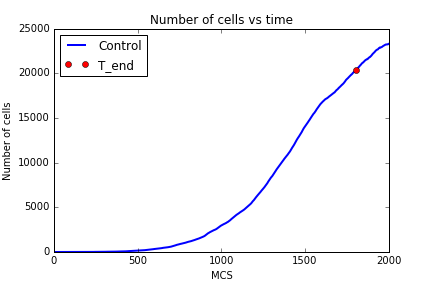 Number of cells vs time
25000
20000
15000
10000
5000
0
Number of cells
Control
T_end
0 500 1000 1500 2000
MCS